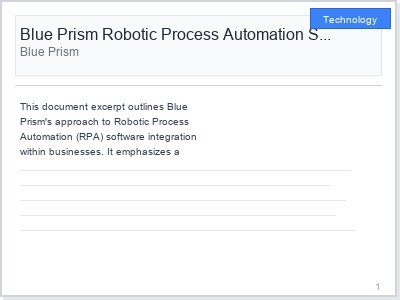 Technology
Blue Prism Robotic Process Automation S...
Blue Prism
This document excerpt outlines Blue
Prism's approach to Robotic Process
Automation (RPA) software integration
within businesses. It emphasizes a
1